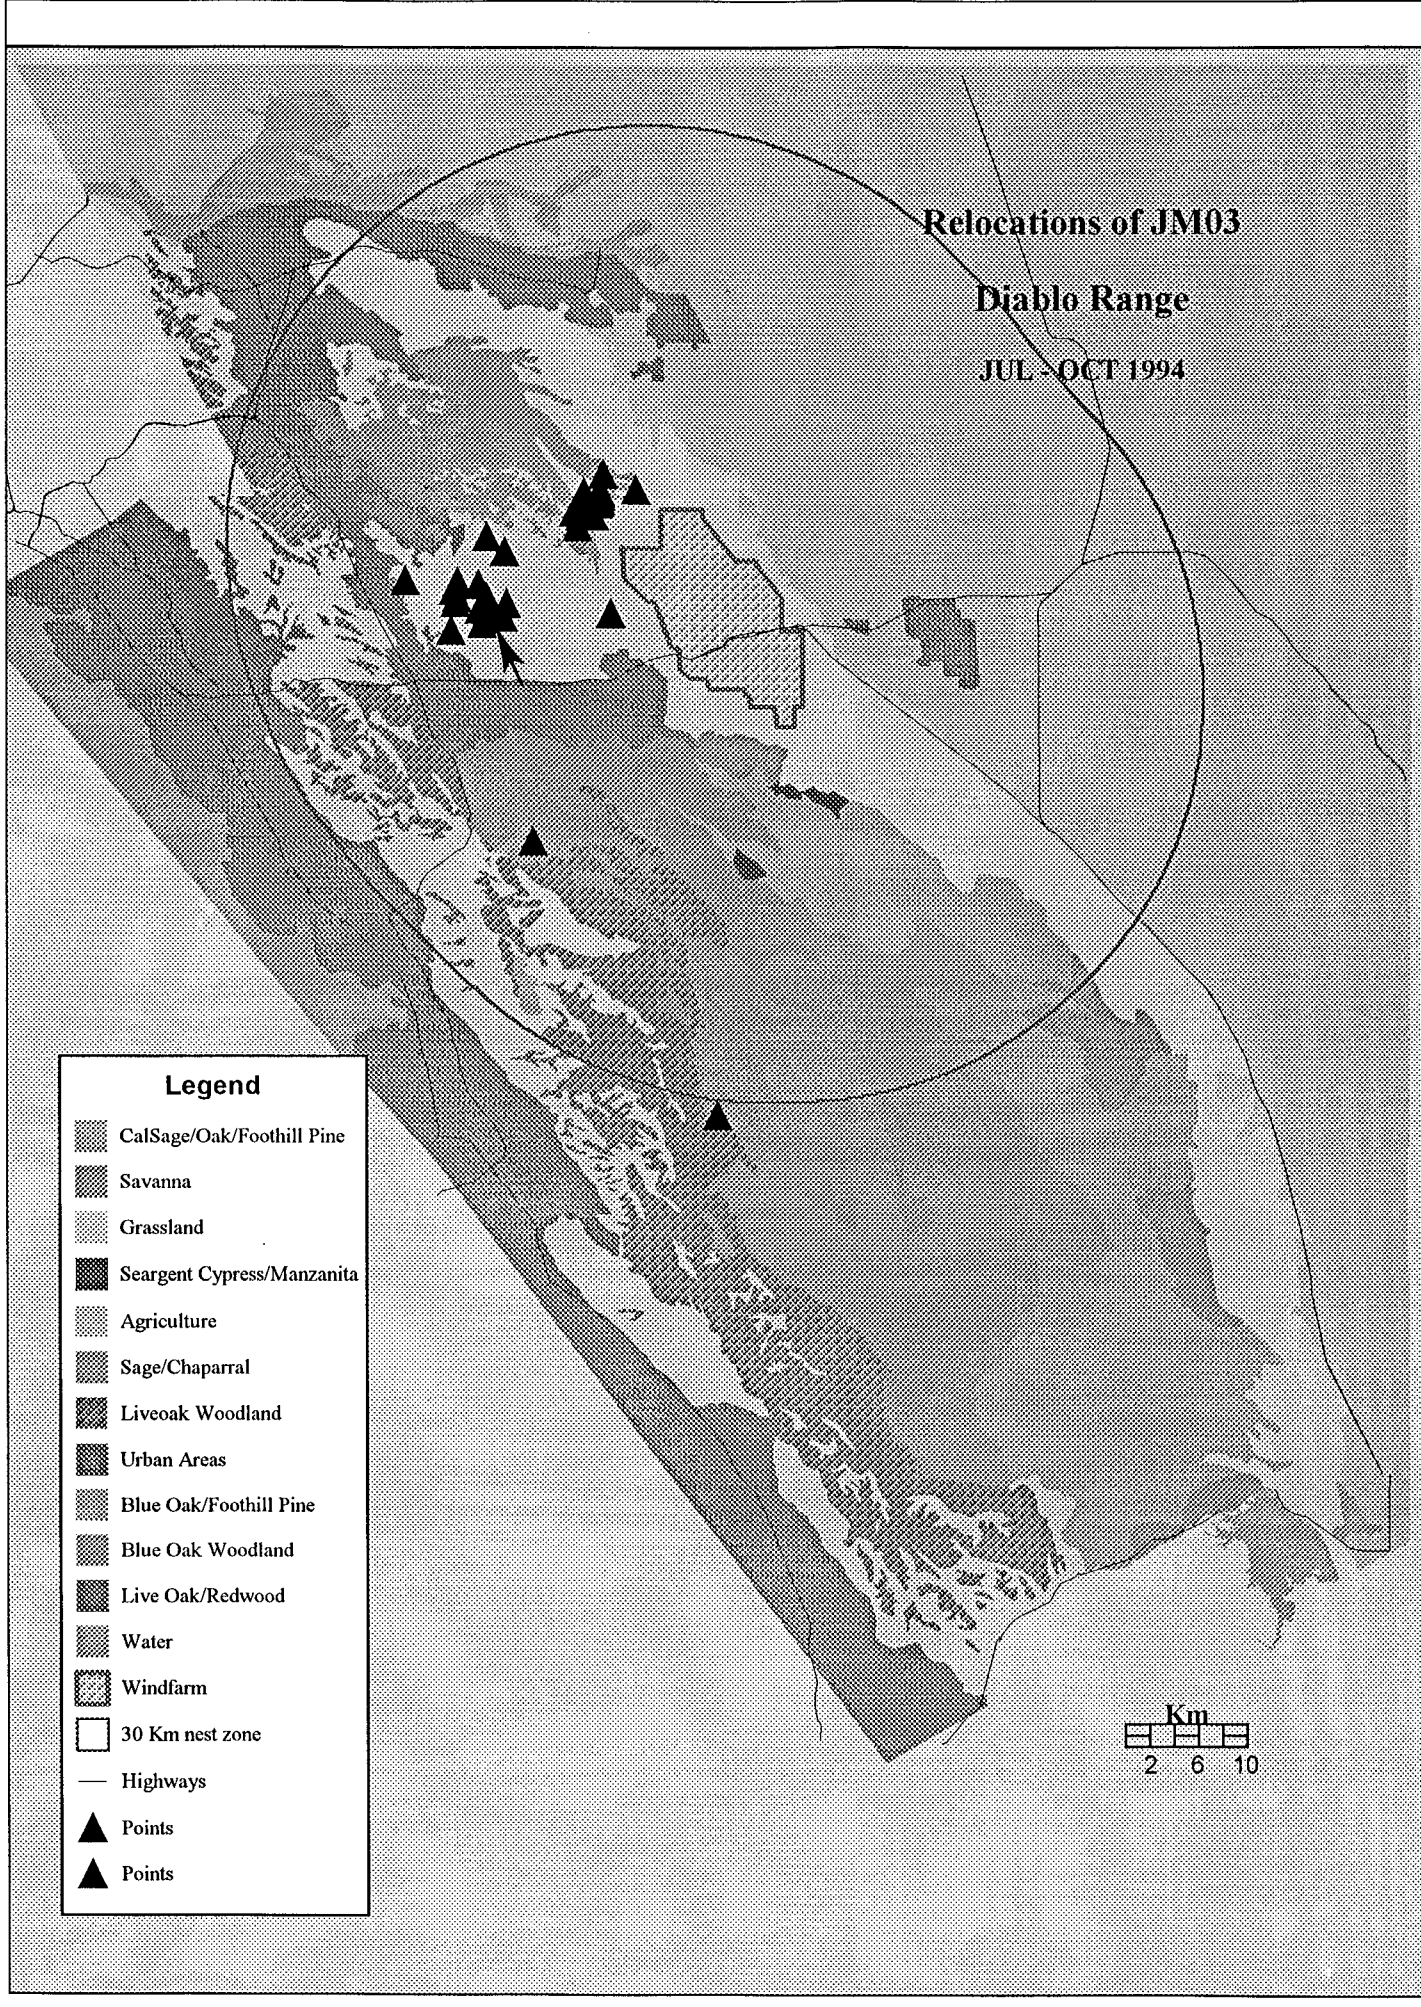 Relocations of JM03
Diablo Range
JUL - OCT 1994
Legend
CalSage/Oak/Foothill Pine
Savanna
Grassland
Seargent Cypress/Manzanita
Agriculture
Sage/Chaparral
Liveoak Woodland
Urban Areas
Blue Oak/Foothill Pine
Blue Oak Woodland
Live Oak/Redwood
Water
Windfarm
30 Km nest zone
Highways
Points
Points
Km
2 6 10